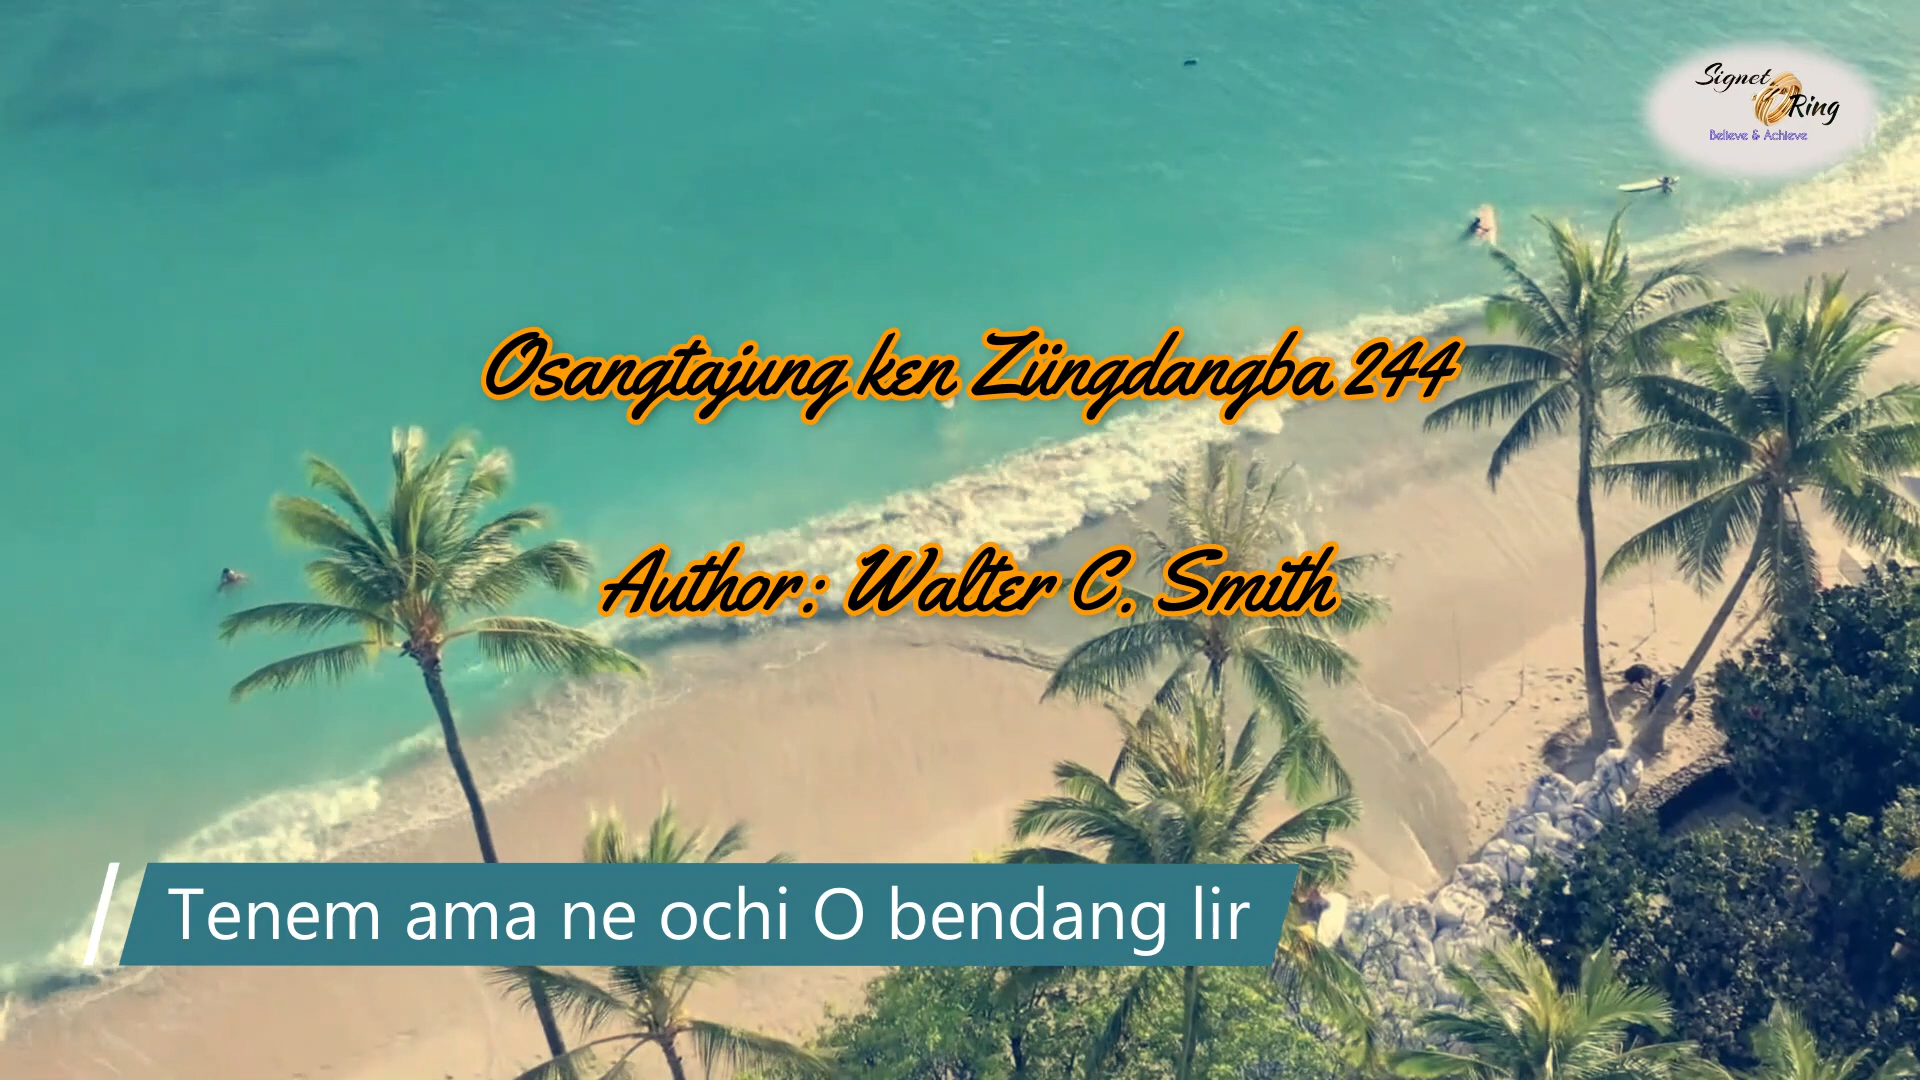 Signet
Ring
Believe & Achieve
Osangtajung ken Züngdangba 244
Author: Walter C. Smith
Tenem ama ne ochi O bendang lir